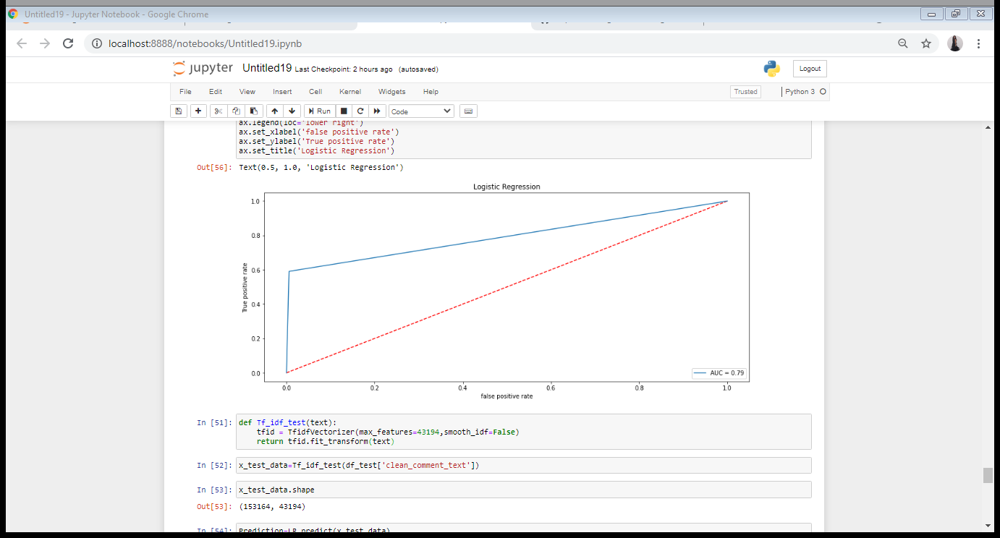 Untitled19 - Jupyter Notebook - Google Chrome
localhost:8888/notebooks/Untitled19.ipynb
jupyter Untitled19 Last Checkpoint: 2 hours ago (autosaved) Logout
File Edit View Insert Cell Kernel Widgets Help Trusted Python 3
Run Code
ax.legend(loc='lower right')
ax.set_xlabel('false positive rate')
ax.set_ylabel('True positive rate')
ax.set_title('Logistic Regression')
Out[56]: Text(0.5, 1.0, 'Logistic Regression')
Logistic Regression
1.0
0.8
0.6
0.4
0.2
0.0
True positive rate
AUC = 0.79
0.0 0.2 0.4 0.6 0.8 1.0
false positive rate
In [51]: def Tf_idf_test(text):
tfid = TfidfVectorizer(max_features=43194,smooth_idf=False)
return tfid.fit_transform(text)
In [52]: x_test_data=Tf_idf_test(df_test['clean_comment_text'])
In [53]: x_test_data.shape
Out[53]: (153164, 43194)
In [54]: Prediction=LR.predict(x_test_data)